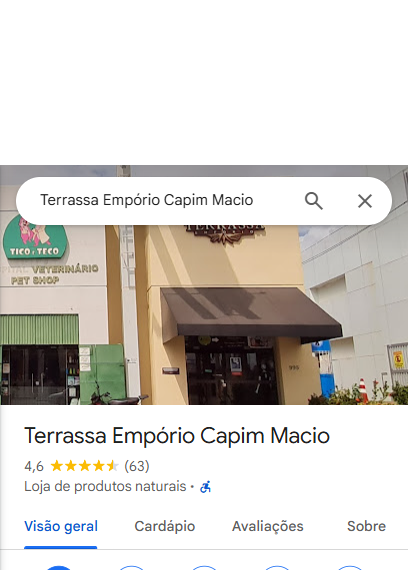 Terrassa Empório Capim Macio
TERRASSA
TICO E TECO
VETERINÁRIO
PET SHOP
Terrassa Empório Capim Macio
4,6 (63)
Loja de produtos naturais ·
Visão geral Cardápio Avaliações Sobre